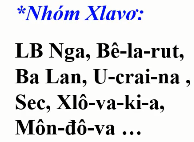 *Nhóm Xlavơ:
LB Nga, Bê-la-rut,
Ba Lan, U-crai-na ,
Sec, Xlô-va-ki-a,
Môn-đô-va ...